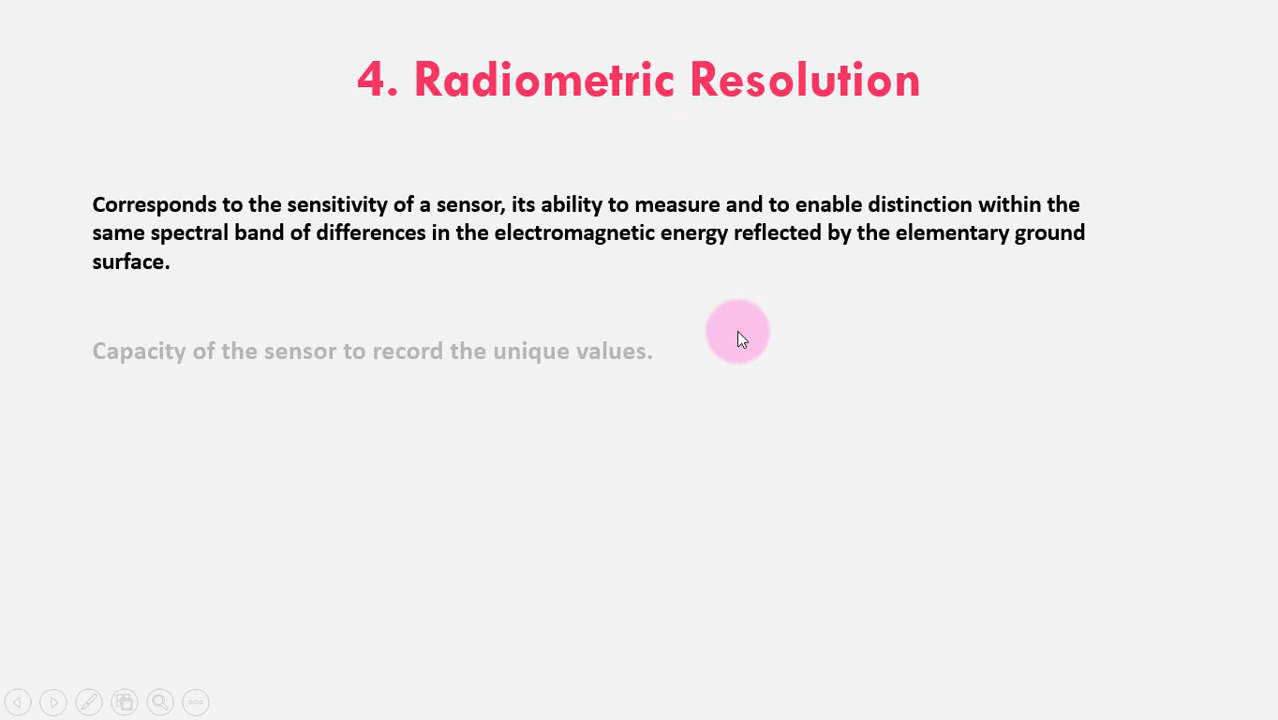 4. Radiometric Resolution
Corresponds to the sensitivity of a sensor, its ability to measure and to enable distinction within the
same spectral band of differences in the electromagnetic energy reflected by the elementary ground
surface.
Capacity of the sensor to record the unique values.